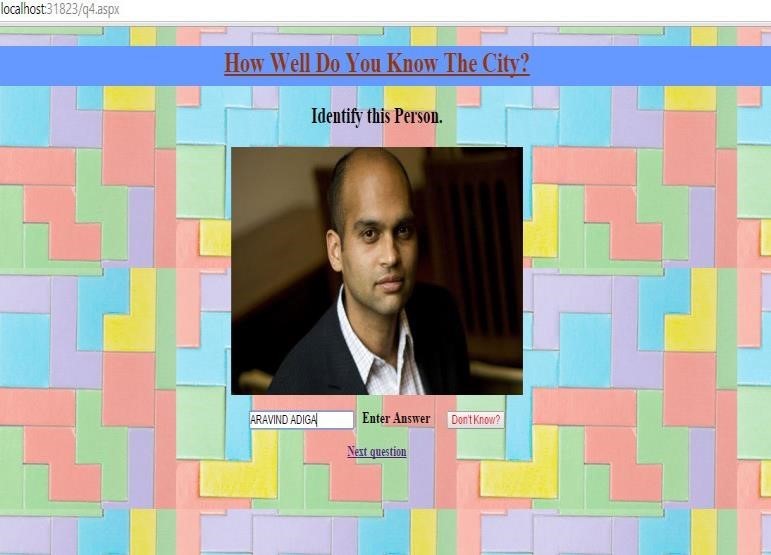 localhost:31823/q4.aspx
How Well Do You Know The City?
Identify this Person.
ARAVIND ADIGA Enter Answer Don't Know?
Next question